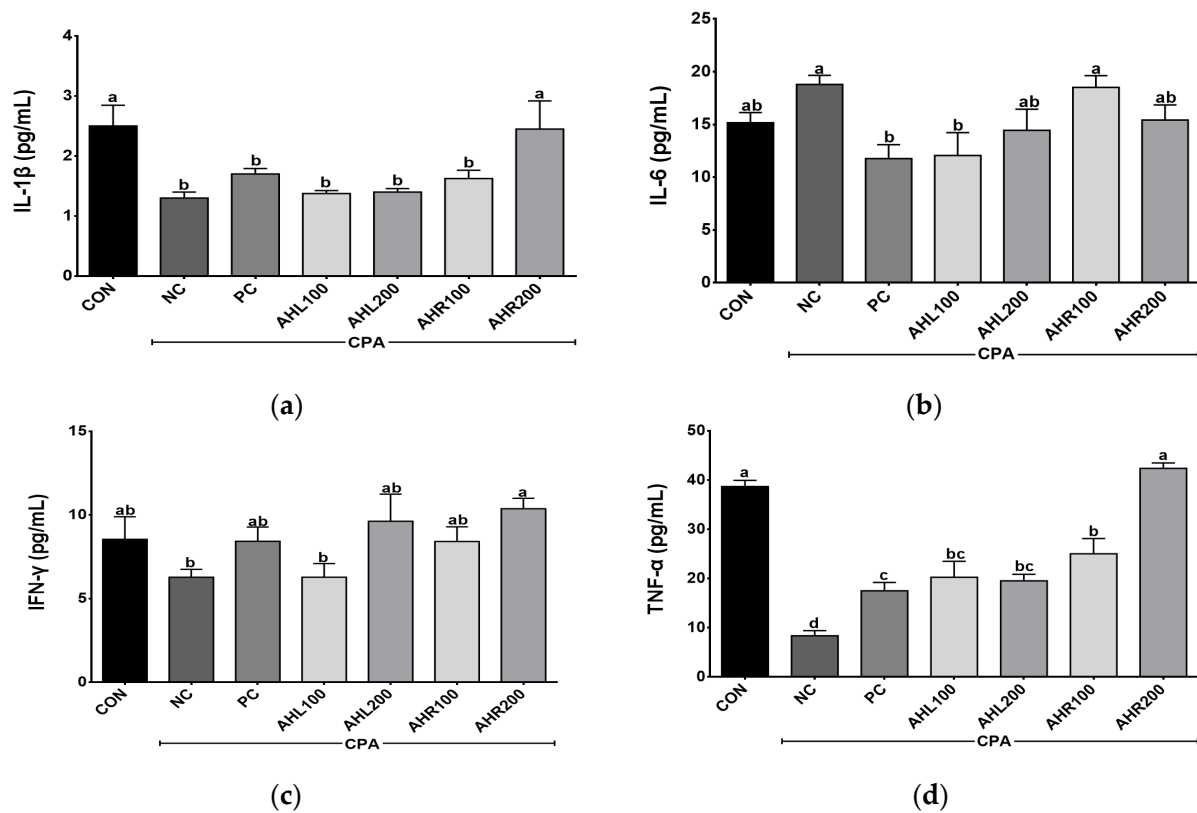 IL-1β (pg/mL)
4
3
2
1
0
a
b
b
b
b
b
a
CON
NC
PC
AHL100
AHL200
AHR100
AHR200
CPA
(a)
IL-6 (pg/mL)
25
20
15
10
5
0
ab
a
b
b
ab
a
ab
CON
NC
PC
AHL100
AHL200
AHR100
AHR200
CPA
(b)
IFN-γ (pg/mL)
15
10
5
0
ab
b
ab
b
ab
ab
a
CON
NC
PC
AHL100
AHL200
AHR100
AHR200
CPA
(c)
TNF-α (pg/mL)
50
40
30
20
10
0
a
d
c
bc
bc
b
a
CON
NC
PC
AHL100
AHL200
AHR100
AHR200
CPA
(d)